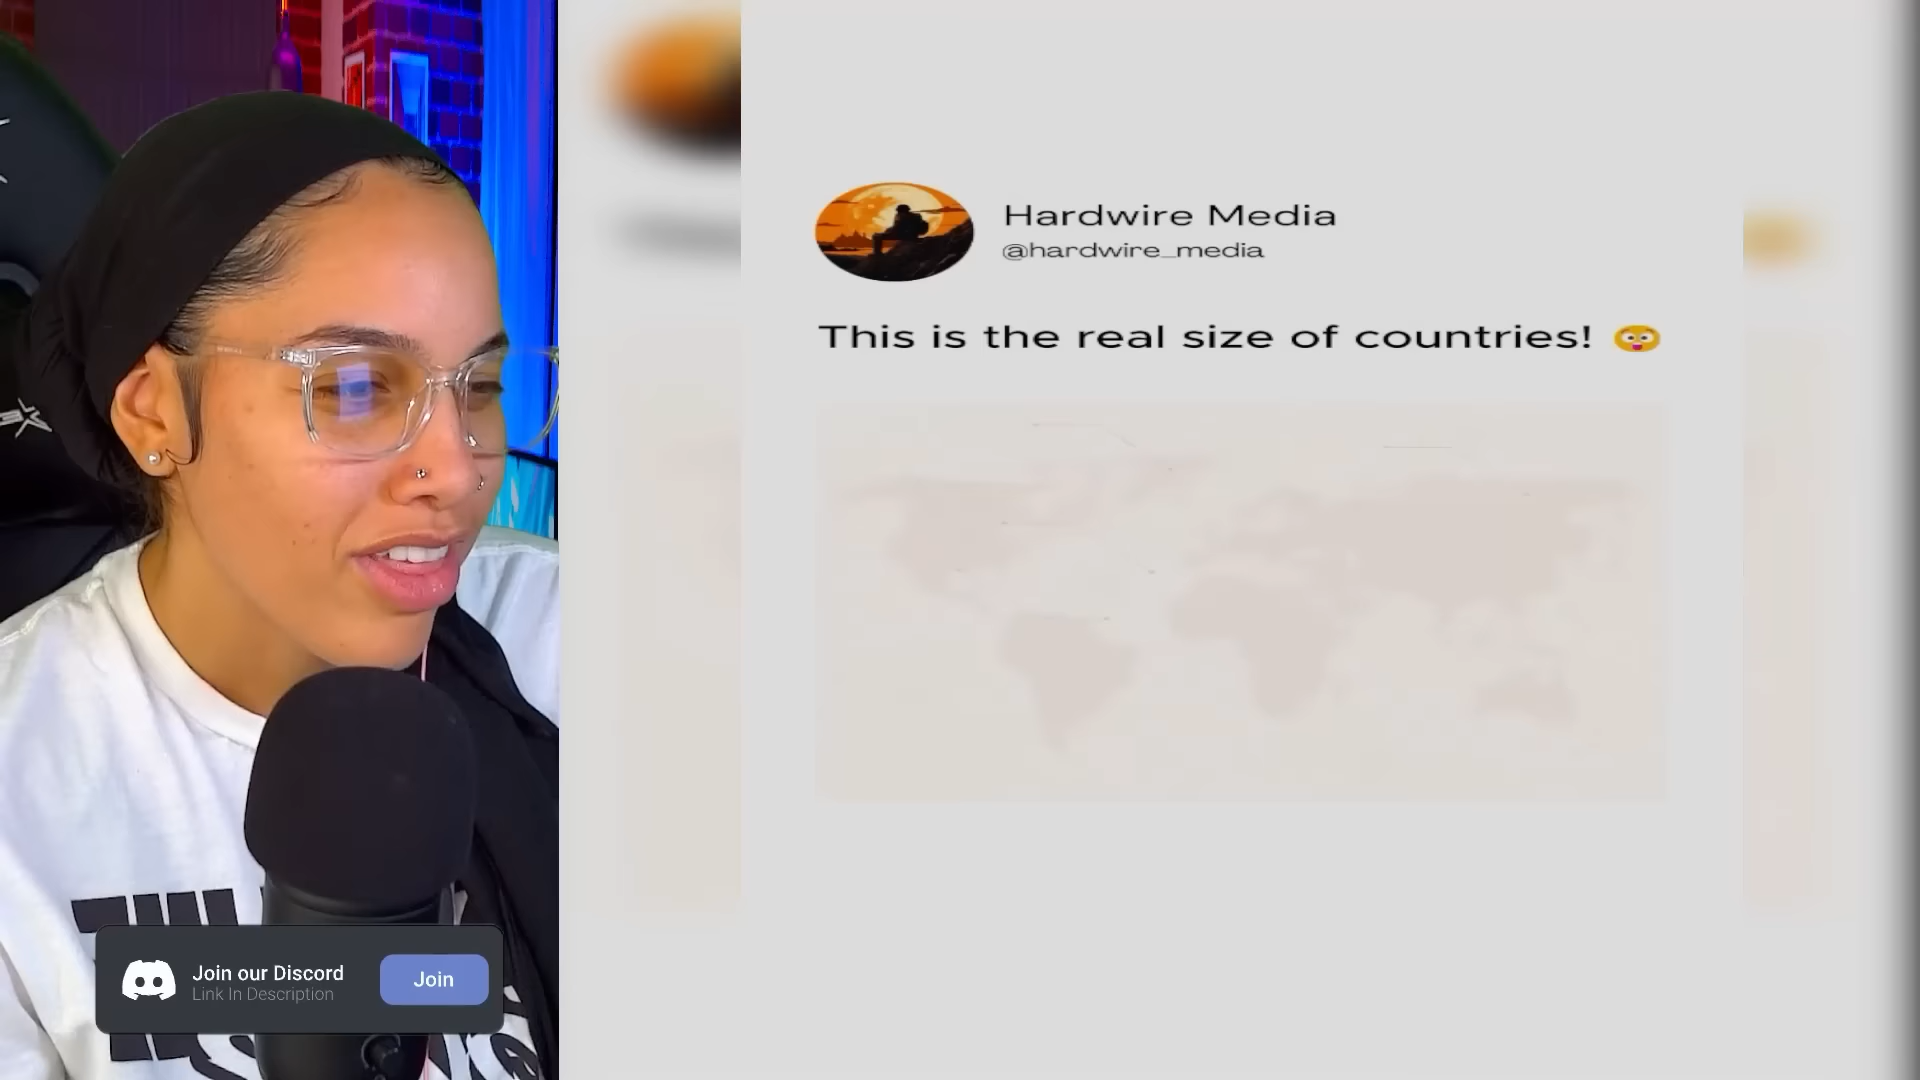 Hardwire Media
@hardwire_media
This is the real size of countries! 😲
Join our Discord
Link In Description
Join